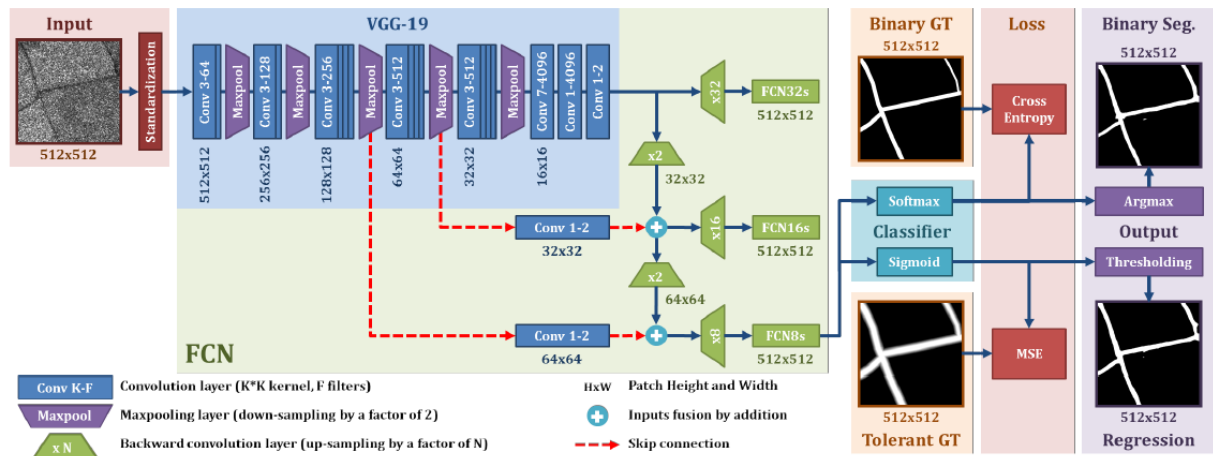 Input
512x512
Standardization
VGG-19
Conv 3-64
Maxpool
Conv 3-128
Maxpool
Conv 3-256
Maxpool
Conv 3-512
Maxpool
Conv 3-512
Maxpool
Conv 7-4096
Conv 1-4096
Conv 1-2
512x512
256x256
128x128
64x64
32x32
16x16
x32
FCN32s
512x512
x2
32x32
Conv 1-2
32x32
x16
FCN16s
512x512
x2
64x64
Conv 1-2
64x64
x8
FCN8s
512x512
FCN
Binary GT
512x512
Softmax
Classifier
Sigmoid
512x512
Tolerant GT
Loss
Cross
Entropy
MSE
Binary Seg.
512x512
Argmax
Output
Thresholding
512x512
Regression
Conv K-F
Convolution layer (K*K kernel, F filters)
Maxpool
Maxpooling layer (down-sampling by a factor of 2)
x N
Backward convolution layer (up-sampling by a factor of N)
HxW
Patch Height and Width
Inputs fusion by addition
Skip connection